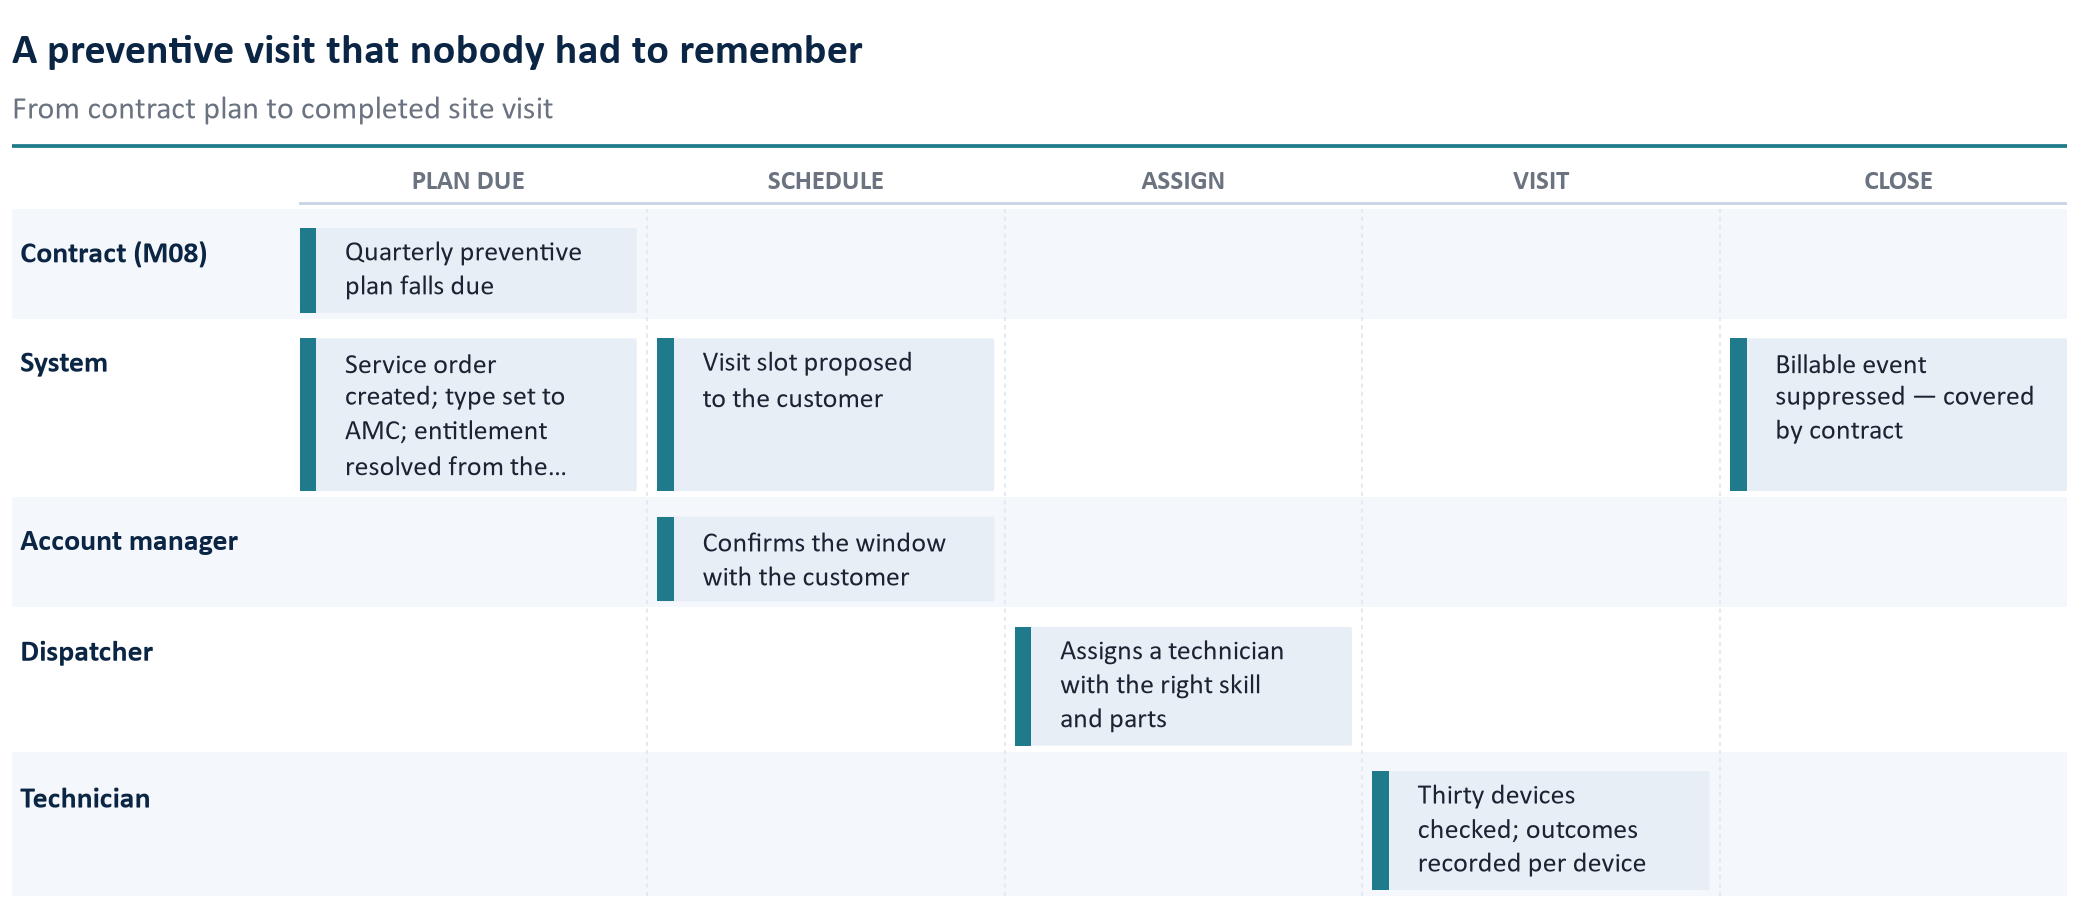 A preventive visit that nobody had to remember
From contract plan to completed site visit
PLAN DUE
SCHEDULE
ASSIGN
VISIT
CLOSE
Contract (M08)
Quarterly preventive
plan falls due
System
Service order
created; type set to
AMC; entitlement
resolved from the...
Visit slot proposed
to the customer
Billable event
suppressed — covered
by contract
Account manager
Confirms the window
with the customer
Dispatcher
Assigns a technician
with the right skill
and parts
Technician
Thirty devices
checked; outcomes
recorded per device